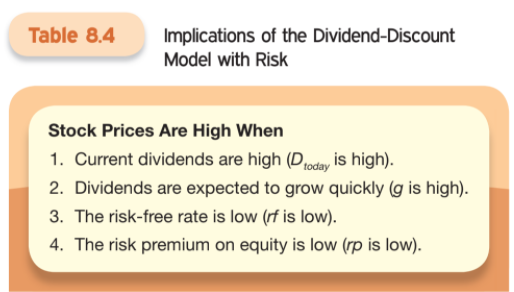 Table 8.4
Implications of the Dividend-Discount
Model with Risk
Stock Prices Are High When
1. Current dividends are high (Dtoday is high).
2. Dividends are expected to grow quickly (g is high).
3. The risk-free rate is low (rf is low).
4. The risk premium on equity is low (rp is low).